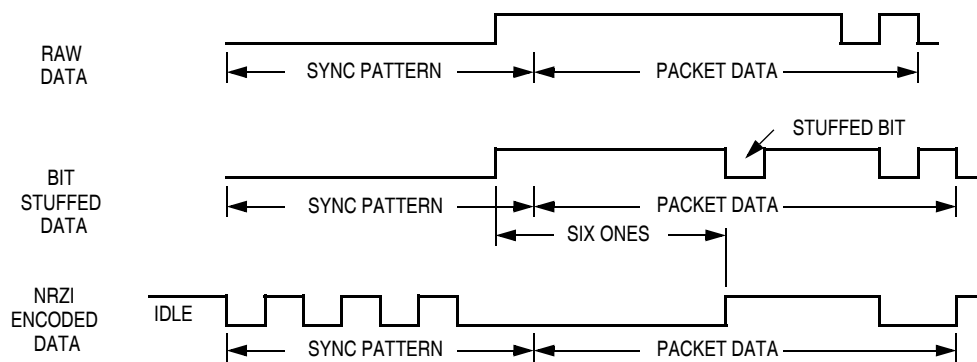 RAW
DATA
SYNC PATTERN
PACKET DATA
STUFFED BIT
BIT
STUFFED
DATA
SYNC PATTERN
PACKET DATA
SIX ONES
NRZI
ENCODED
DATA
IDLE
SYNC PATTERN
PACKET DATA